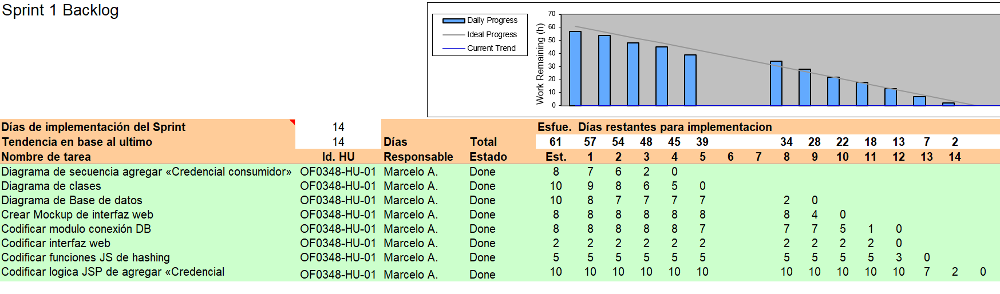 Sprint 1 Backlog
Daily Progress
Ideal Progress
Current Trend
Work Remaining (h)
70
60
50
40
30
20
10
0
Días de implementación del Sprint 14 Esfue. Días restantes para implementacion
Tendencia en base al ultimo 14 Días Total 61 57 54 48 45 39 34 28 22 18 13 7 2
Nombre de tarea Id. HU Responsable Estado Est. 1 2 3 4 5 6 7 8 9 10 11 12 13 14
Diagrama de secuencia agregar «Credencial consumidor» OF0348-HU-01 Marcelo A. Done 8 7 6 2 0
Diagrama de clases OF0348-HU-01 Marcelo A. Done 10 9 8 6 5 0
Diagrama de Base de datos OF0348-HU-01 Marcelo A. Done 10 8 7 7 7 7 2 0
Crear Mockup de interfaz web OF0348-HU-01 Marcelo A. Done 8 8 8 8 8 8 8 4 0
Codificar modulo conexión DB OF0348-HU-01 Marcelo A. Done 8 8 8 8 8 7 7 7 5 1 0
Codificar interfaz web OF0348-HU-01 Marcelo A. Done 2 2 2 2 2 2 2 2 2 2 0
Codificar funciones JS de hashing OF0348-HU-01 Marcelo A. Done 5 5 5 5 5 5 5 5 5 5 3 0
Codificar logica JSP de agregar «Credencial OF0348-HU-01 Marcelo A. Done 10 10 10 10 10 10 10 10 10 10 10 7 2 0